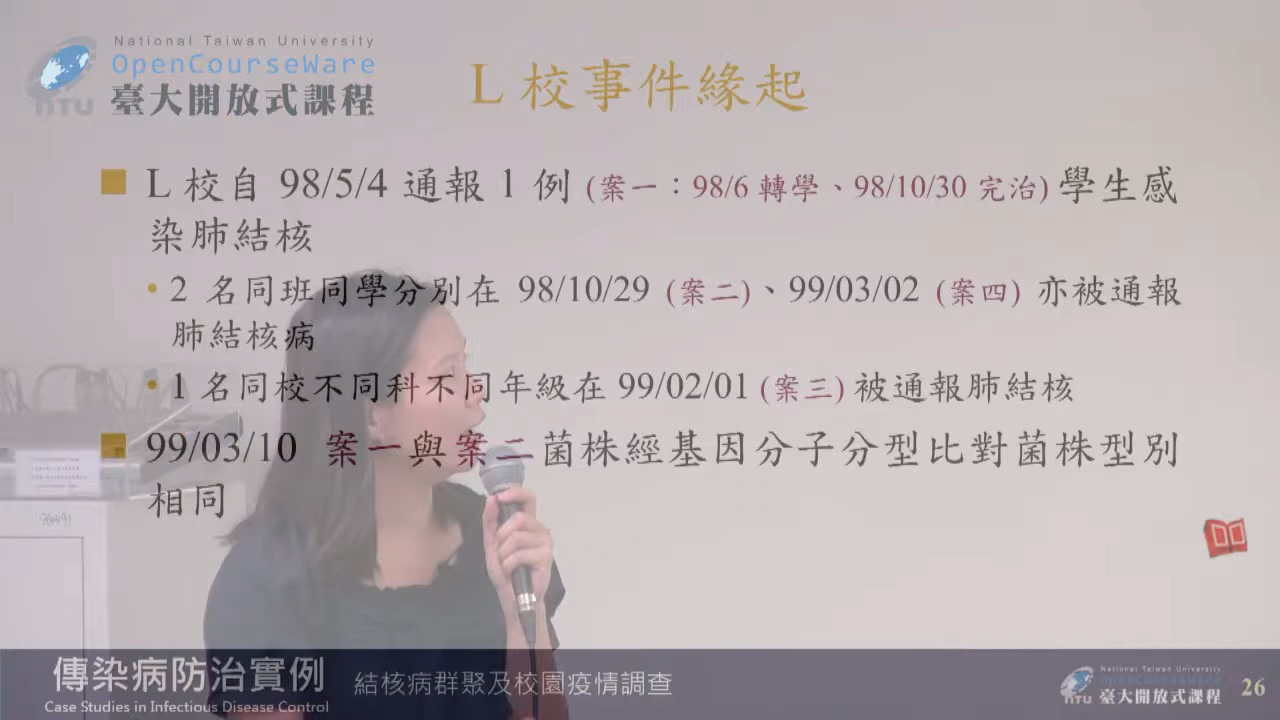 National Taiwan University
OpenCourseWare
NTU 臺大開放式課程
L 校事件緣起
L 校自 98/5/4 通報 1 例 (案一：98/6 轉學、98/10/30 完治) 學生感
染肺結核
2 名同班同學分別在 98/10/29 (案二)、99/03/02 (案四) 亦被通報
肺結核病
1 名同校不同科不同年級在 99/02/01 (案三) 被通報肺結核
99/03/10 案一與案二菌株經基因分子分型比對菌株型別
相同
傳染病防治實例
Case Studies in Infectious Disease Control
結核病群聚及校園疫情調查
National Taiwan University
OpenCourseWare
NTU 臺大開放式課程
26